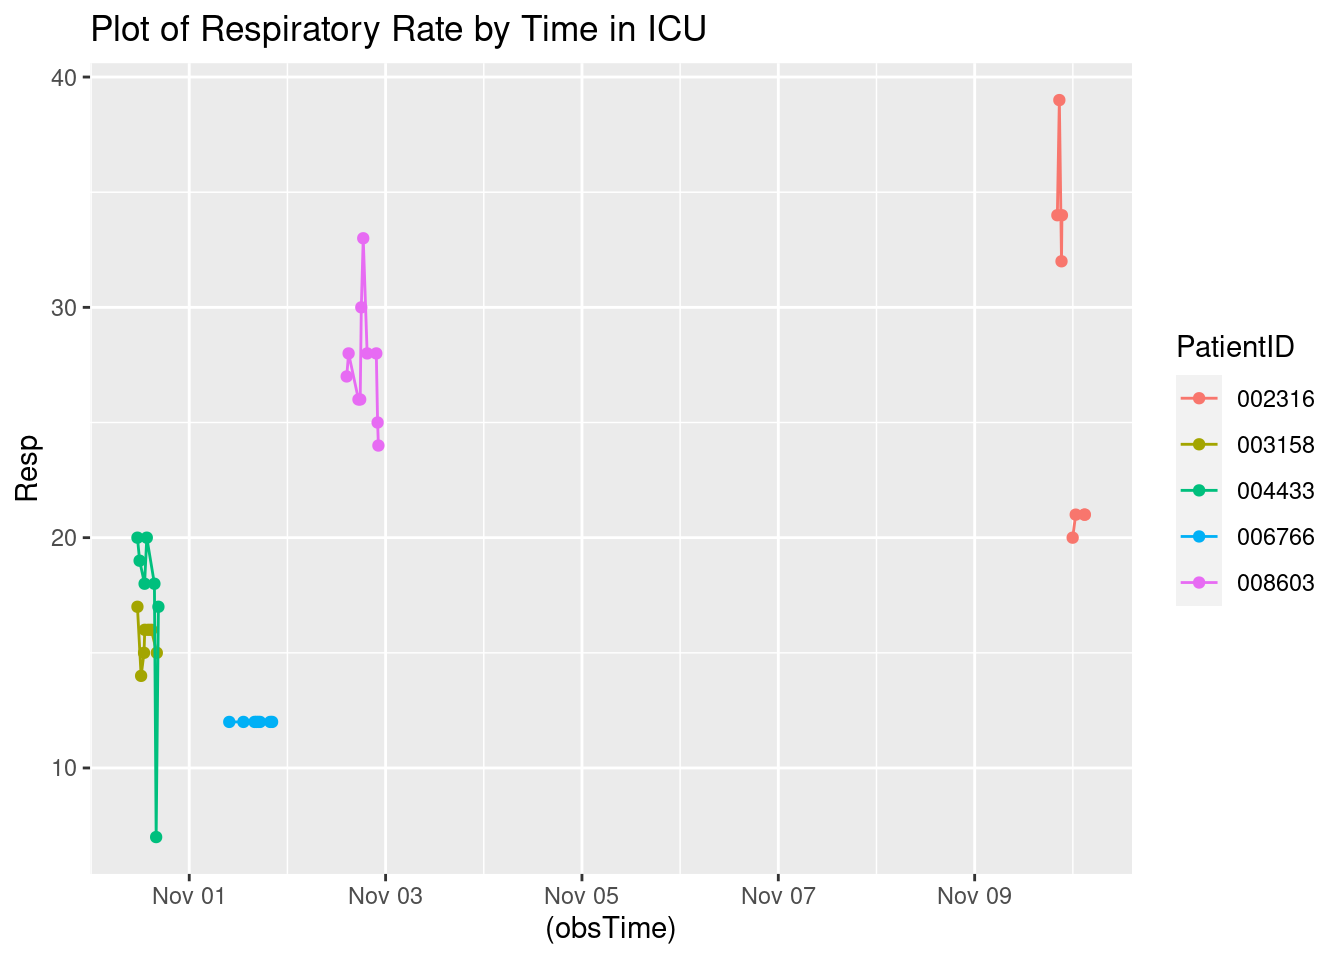 Plot of Respiratory Rate by Time in ICU
40
30
20
10
Resp
Nov 01 Nov 03 Nov 05 Nov 07 Nov 09
(obsTime)
PatientID
002316
003158
004433
006766
008603